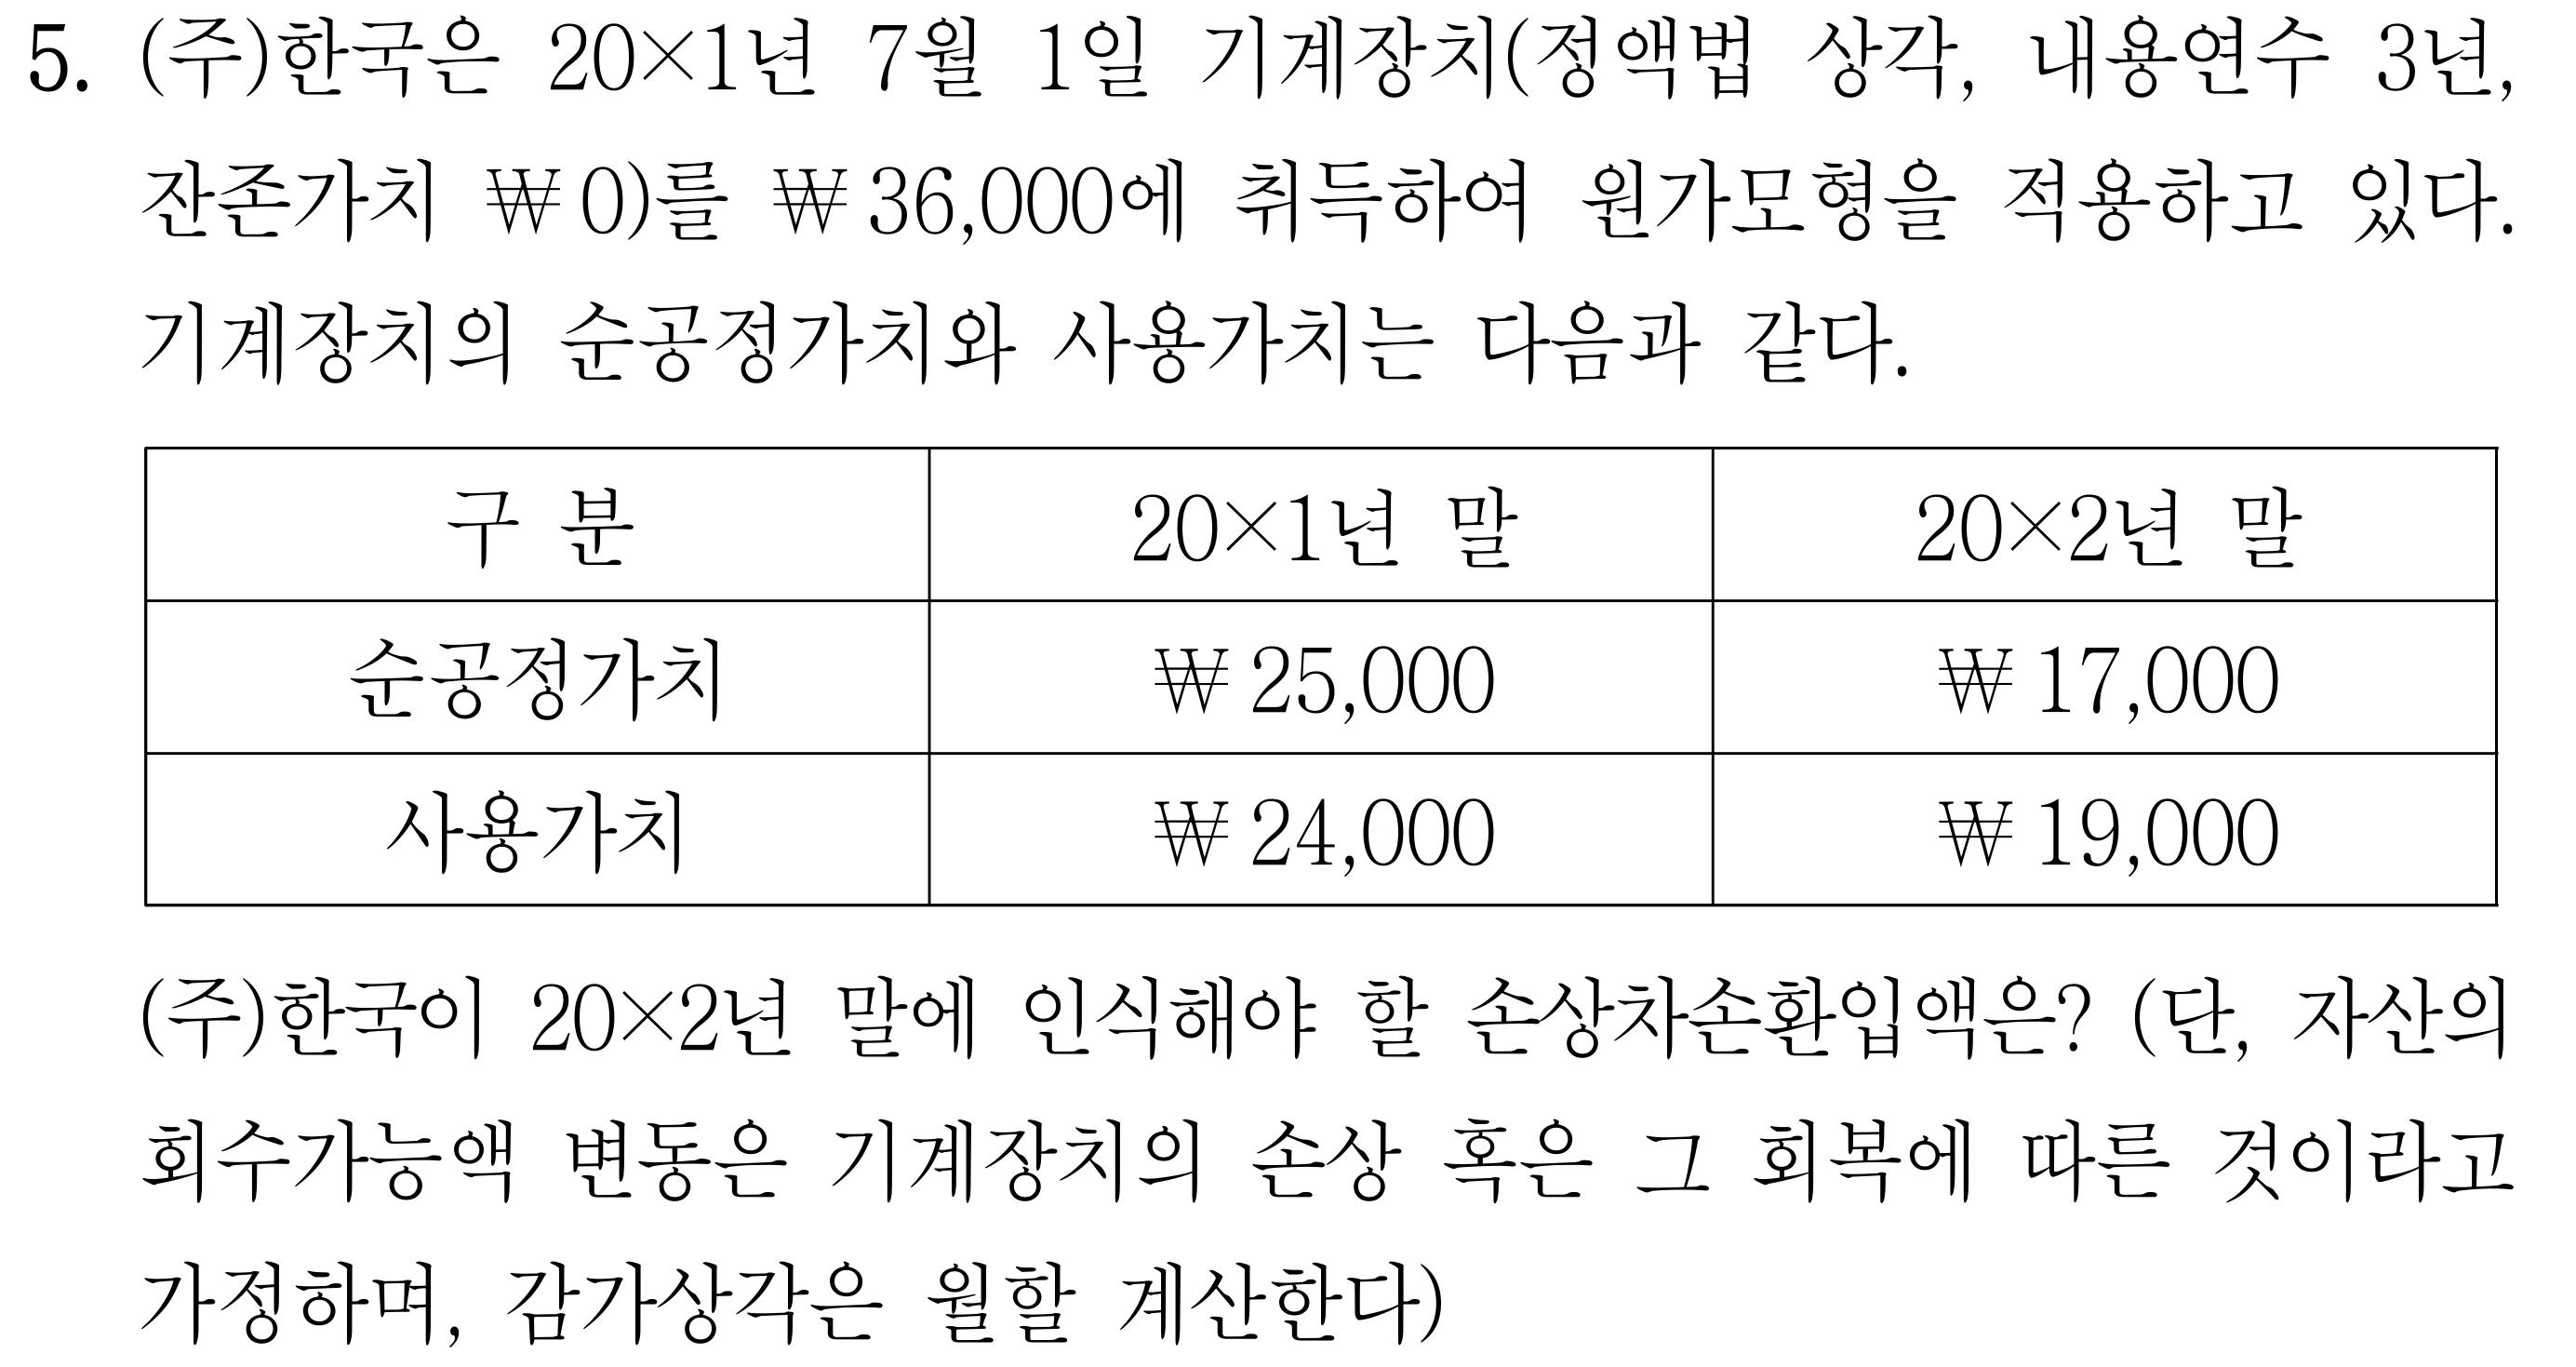 5. (주)한국은 20×1년 7월 1일 기계장치(정액법 상각, 내용연수 3년,
잔존가치 ₩0)를 ₩36,000에 취득하여 원가모형을 적용하고 있다.
기계장치의 순공정가치와 사용가치는 다음과 같다.
구 분 20×1년 말 20×2년 말
순공정가치 ₩25,000 ₩17,000
사용가치 ₩24,000 ₩19,000
(주)한국이 20×2년 말에 인식해야 할 손상차손환입액은? (단, 자산의
회수가능액 변동은 기계장치의 손상 혹은 그 회복에 따른 것이라고
가정하며, 감가상각은 월할 계산한다)